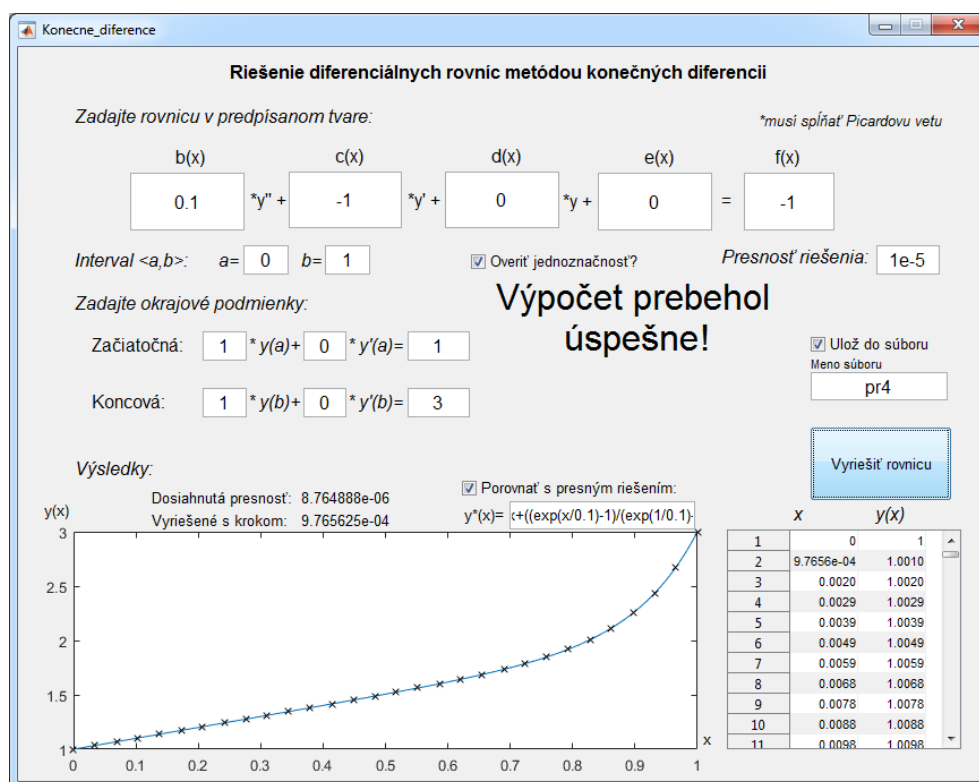 Konecne_diference
Riešenie diferenciálnych rovníc metódou konečných diferencii
Zadajte rovnicu v predpísanom tvare:
*musí spĺňať Picardovu vetu
b(x) c(x) d(x) e(x) f(x)
0.1 *y'' + -1 *y' + 0 *y + 0 = -1
Interval <a,b>: a= 0 b= 1
Overiť jednoznačnosť?
Presnosť riešenia: 1e-5
Zadajte okrajové podmienky:
Výpočet prebehol
úspešne!
Začiatočná: 1 * y(a)+ 0 * y'(a)= 1
Ulož do súboru
Meno súboru
pr4
Koncová: 1 * y(b)+ 0 * y'(b)= 3
Vyriešiť rovnicu
Výsledky:
Dosiahnutá presnosť: 8.764888e-06
Vyriešené s krokom: 9.765625e-04
Porovnať s presným riešením:
y*(x)= x+((exp(x/0.1)-1)/(exp(1/0.1)-
y(x)
3
2.5
2
1.5
1
0 0.1 0.2 0.3 0.4 0.5 0.6 0.7 0.8 0.9 1
x
x y(x)
1 0 1
2 9.7656e-04 1.0010
3 0.0020 1.0020
4 0.0029 1.0029
5 0.0039 1.0039
6 0.0049 1.0049
7 0.0059 1.0059
8 0.0068 1.0068
9 0.0078 1.0078
10 0.0088 1.0088
11 0.0098 1.0098